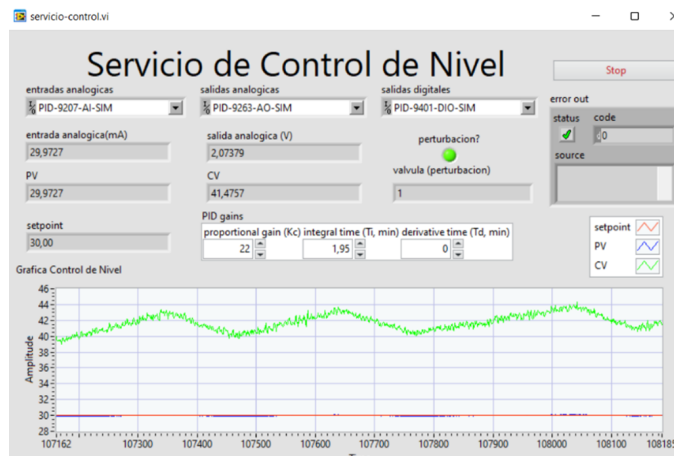 servicio-control.vi
Servicio de Control de Nivel
Stop
entradas analogicas
salidas analogicas
salidas digitales
PID-9207-AI-SIM
PID-9263-AO-SIM
PID-9401-DIO-SIM
error out
status code
0
source
entrada analogica(mA)
29,9727
salida analogica (V)
2,07379
perturbacion?
PV
29,9727
CV
41,4757
valvula (perturbacion)
1
setpoint
30,00
PID gains
proportional gain (Kc) integral time (Ti, min) derivative time (Td, min)
22 1,95 0
setpoint
PV
CV
Grafica Control de Nivel
Amplitude
46
44
42
40
38
36
34
32
30
28
107162 107300 107400 107500 107600 107700 107800 107900 108000 108100 108185